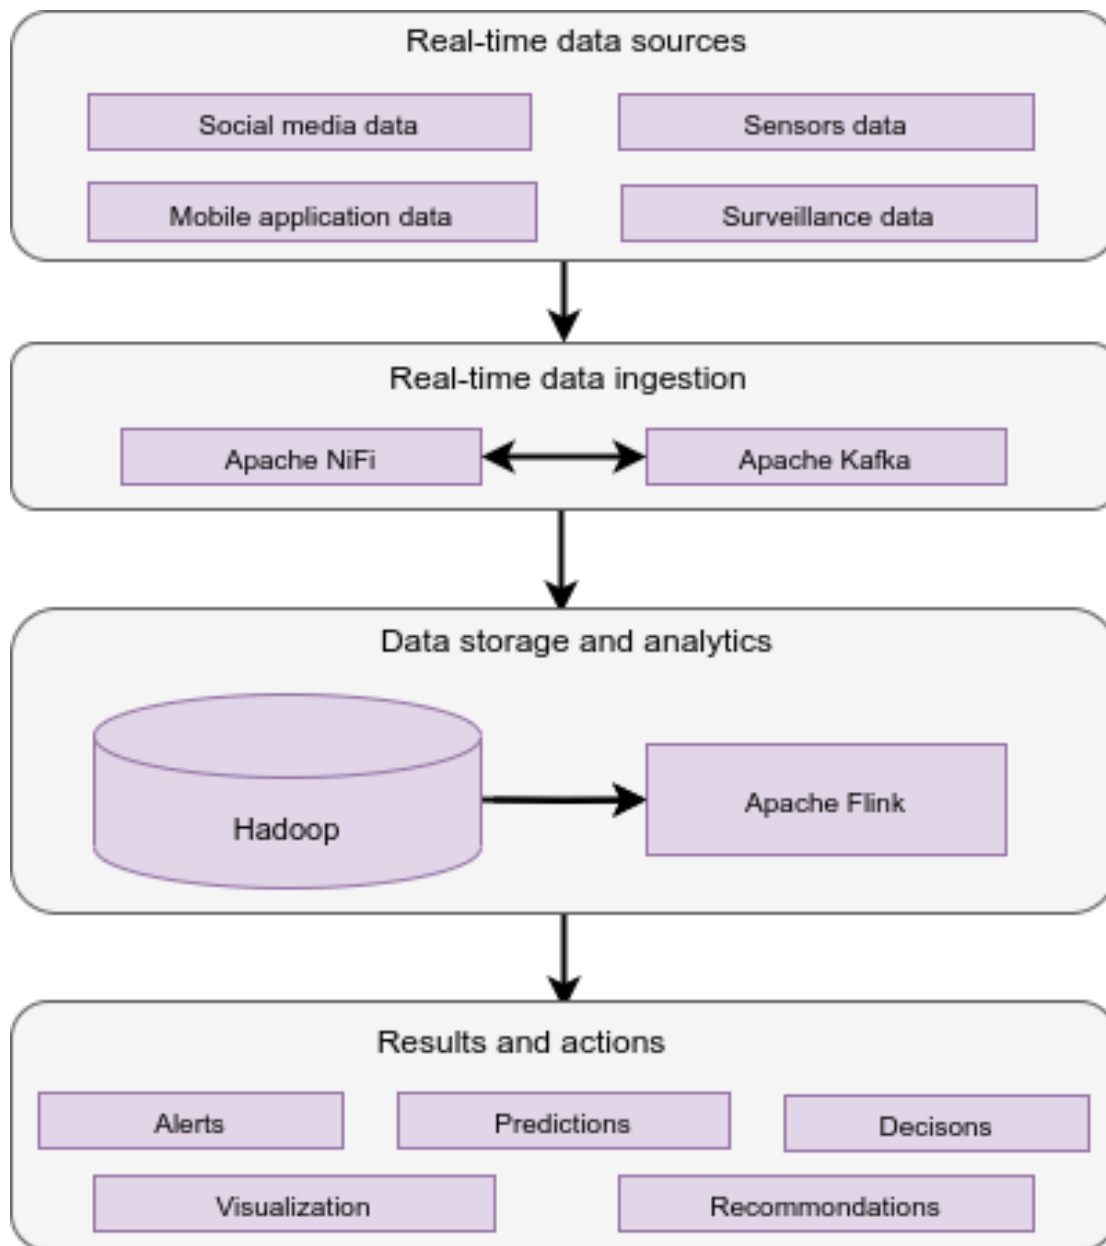 Real-time data sources
Social media data
Sensors data
Mobile application data
Surveillance data
Real-time data ingestion
Apache NiFi
Apache Kafka
Data storage and analytics
Hadoop
Apache Flink
Results and actions
Alerts
Predictions
Decisons
Visualization
Recommondations